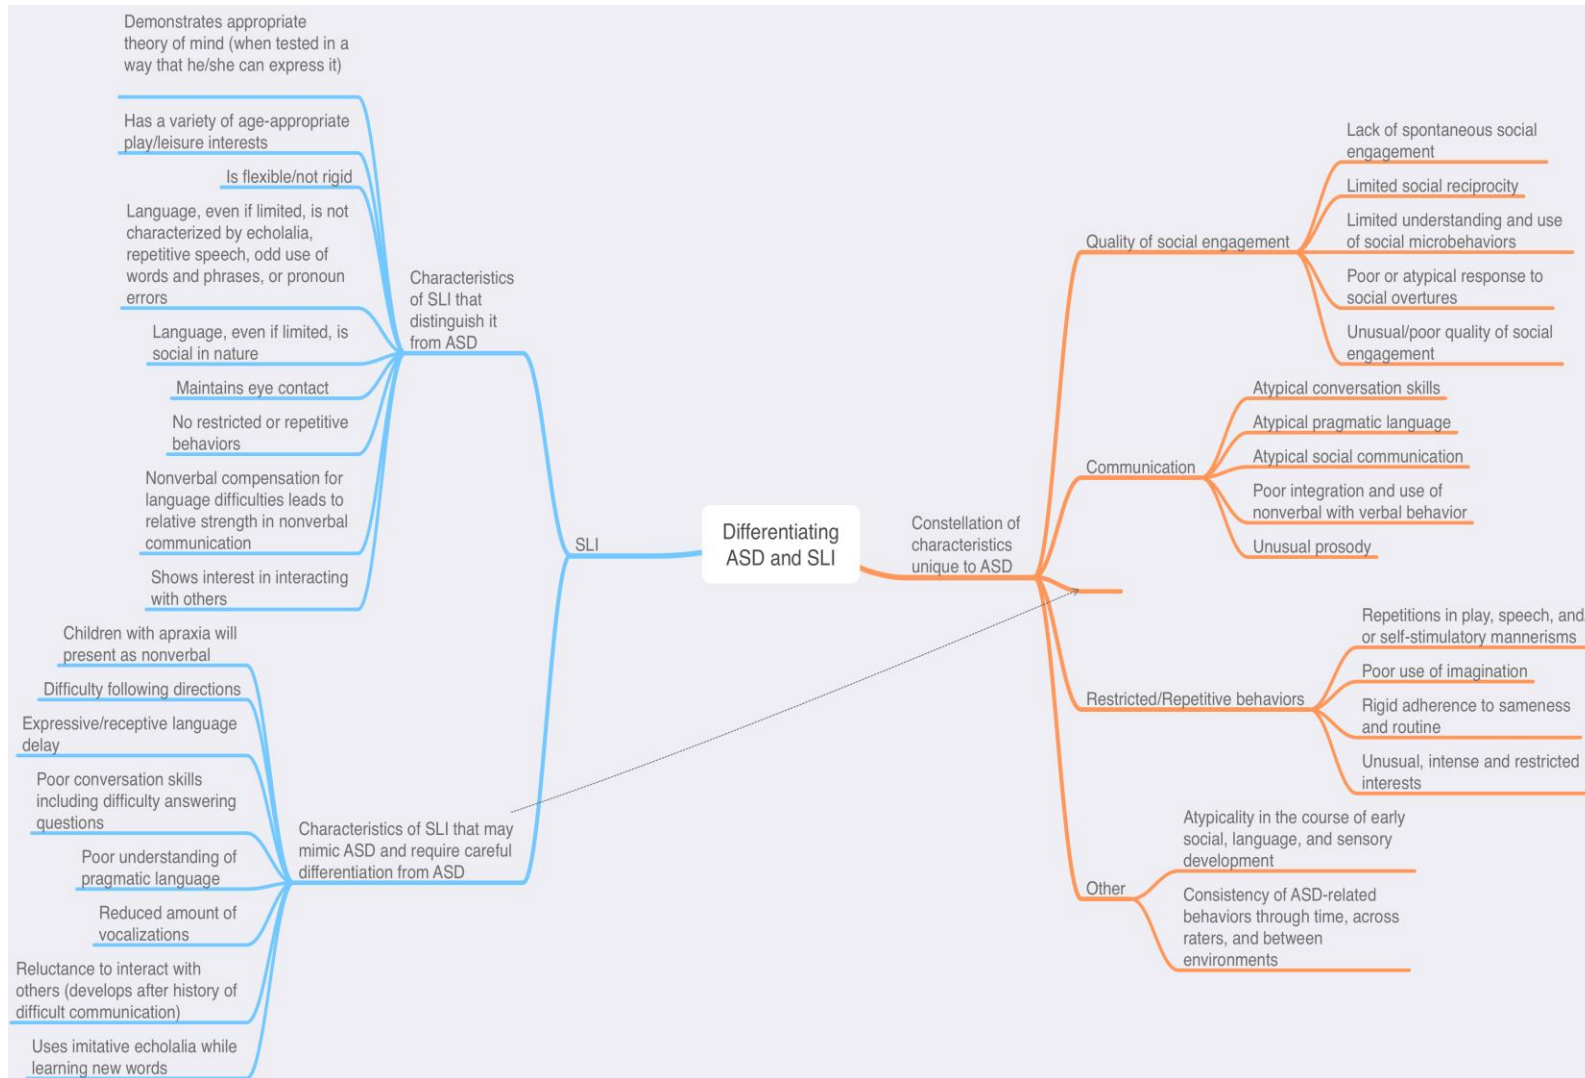 Demonstrates appropriate
theory of mind (when tested in a
way that he/she can express it)
Has a variety of age-appropriate
play/leisure interests
Is flexible/not rigid
Language, even if limited, is not
characterized by echolalia,
repetitive speech, odd use of
words and phrases, or pronoun
errors
Language, even if limited, is
social in nature
Maintains eye contact
No restricted or repetitive
behaviors
Nonverbal compensation for
language difficulties leads to
relative strength in nonverbal
communication
Shows interest in interacting
with others
Characteristics
of SLI that
distinguish it
from ASD
Children with apraxia will
present as nonverbal
Difficulty following directions
Expressive/receptive language
delay
Poor conversation skills
including difficulty answering
questions
Poor understanding of
pragmatic language
Reduced amount of
vocalizations
Reluctance to interact with
others (develops after history of
difficult communication)
Uses imitative echolalia while
learning new words
Characteristics of SLI that may
mimic ASD and require careful
differentiation from ASD
SLI
Differentiating
ASD and SLI
Constellation of
characteristics
unique to ASD
Quality of social engagement
Lack of spontaneous social
engagement
Limited social reciprocity
Limited understanding and use
of social microbehaviors
Poor or atypical response to
social overtures
Unusual/poor quality of social
engagement
Communication
Atypical conversation skills
Atypical pragmatic language
Atypical social communication
Poor integration and use of
nonverbal with verbal behavior
Unusual prosody
Restricted/Repetitive behaviors
Repetitions in play, speech, and/
or self-stimulatory mannerisms
Poor use of imagination
Rigid adherence to sameness
and routine
Unusual, intense and restricted
interests
Other
Atypicality in the course of early
social, language, and sensory
development
Consistency of ASD-related
behaviors through time, across
raters, and between
environments